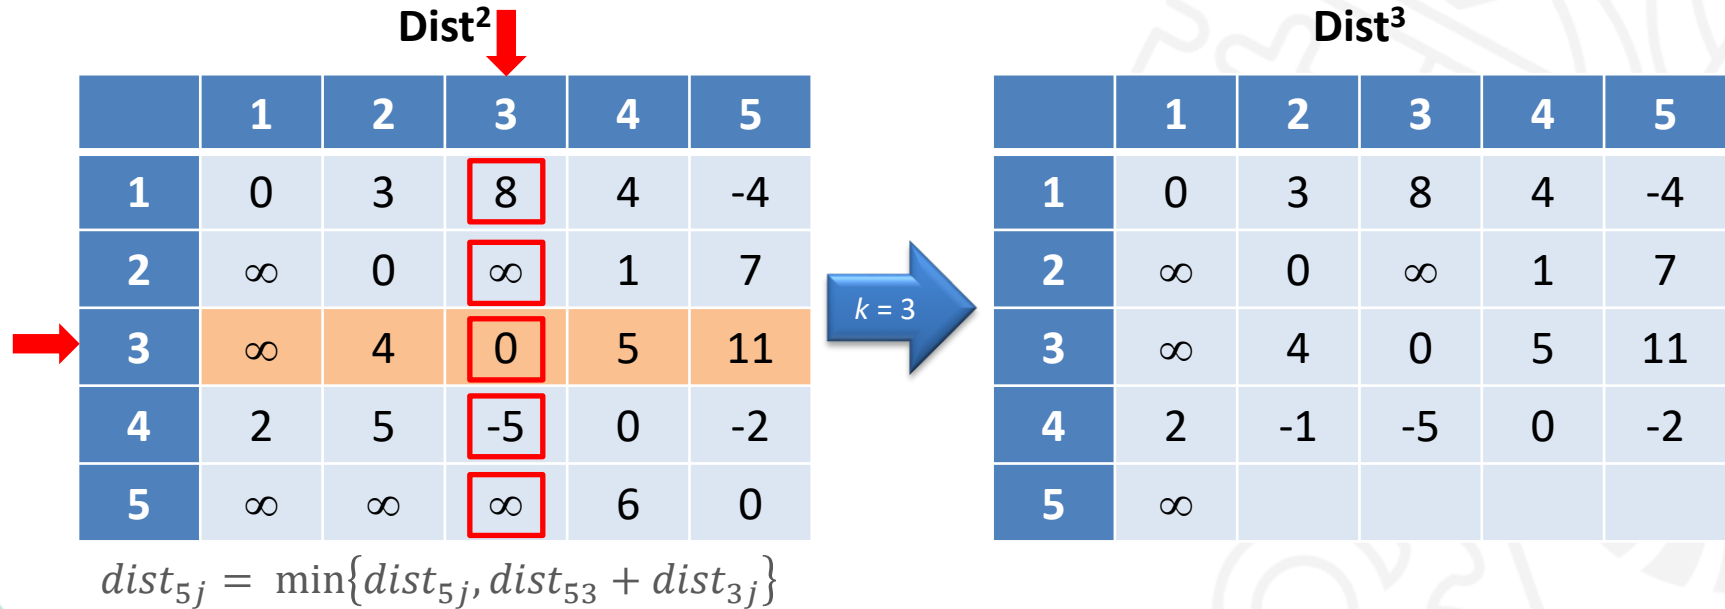 Dist² Dist³
1 2 3 4 5 1 2 3 4 5
1 0 3 8 4 -4 1 0 3 8 4 -4
2 ∞ 0 ∞ 1 7 2 ∞ 0 ∞ 1 7
k = 3
3 ∞ 4 0 5 11 3 ∞ 4 0 5 11
4 2 5 -5 0 -2 4 2 -1 -5 0 -2
5 ∞ ∞ ∞ 6 0 5 ∞
dist₅ⱼ = min{dist₅ⱼ, dist₅₃ + dist₃ⱼ}